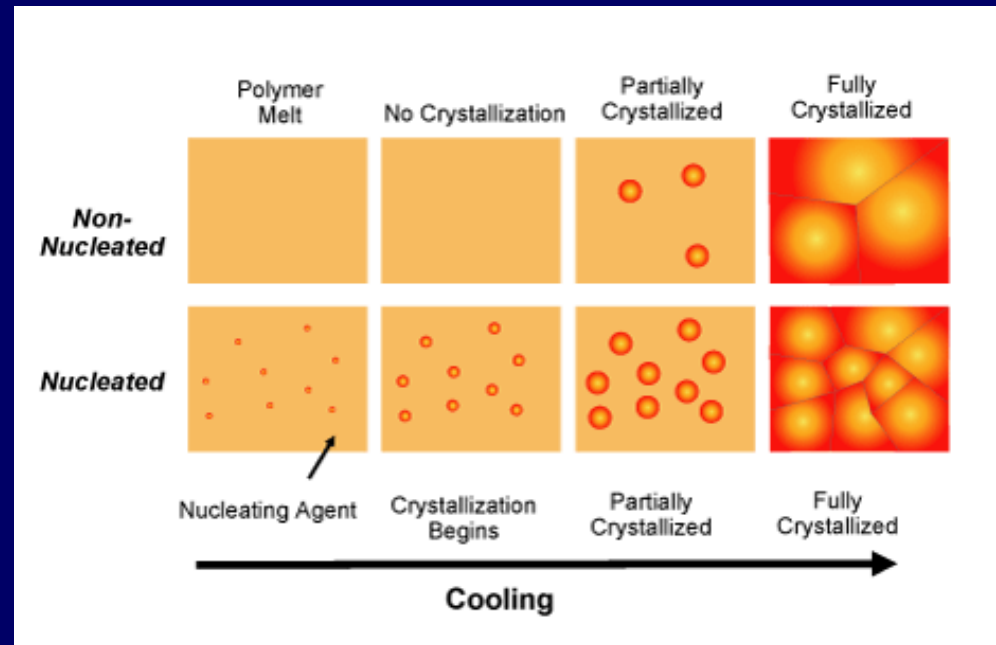 Polymer
Melt
No Crystallization
Partially
Crystallized
Fully
Crystallized
Non-
Nucleated
Nucleated
Nucleating Agent
Crystallization
Begins
Partially
Crystallized
Fully
Crystallized
Cooling